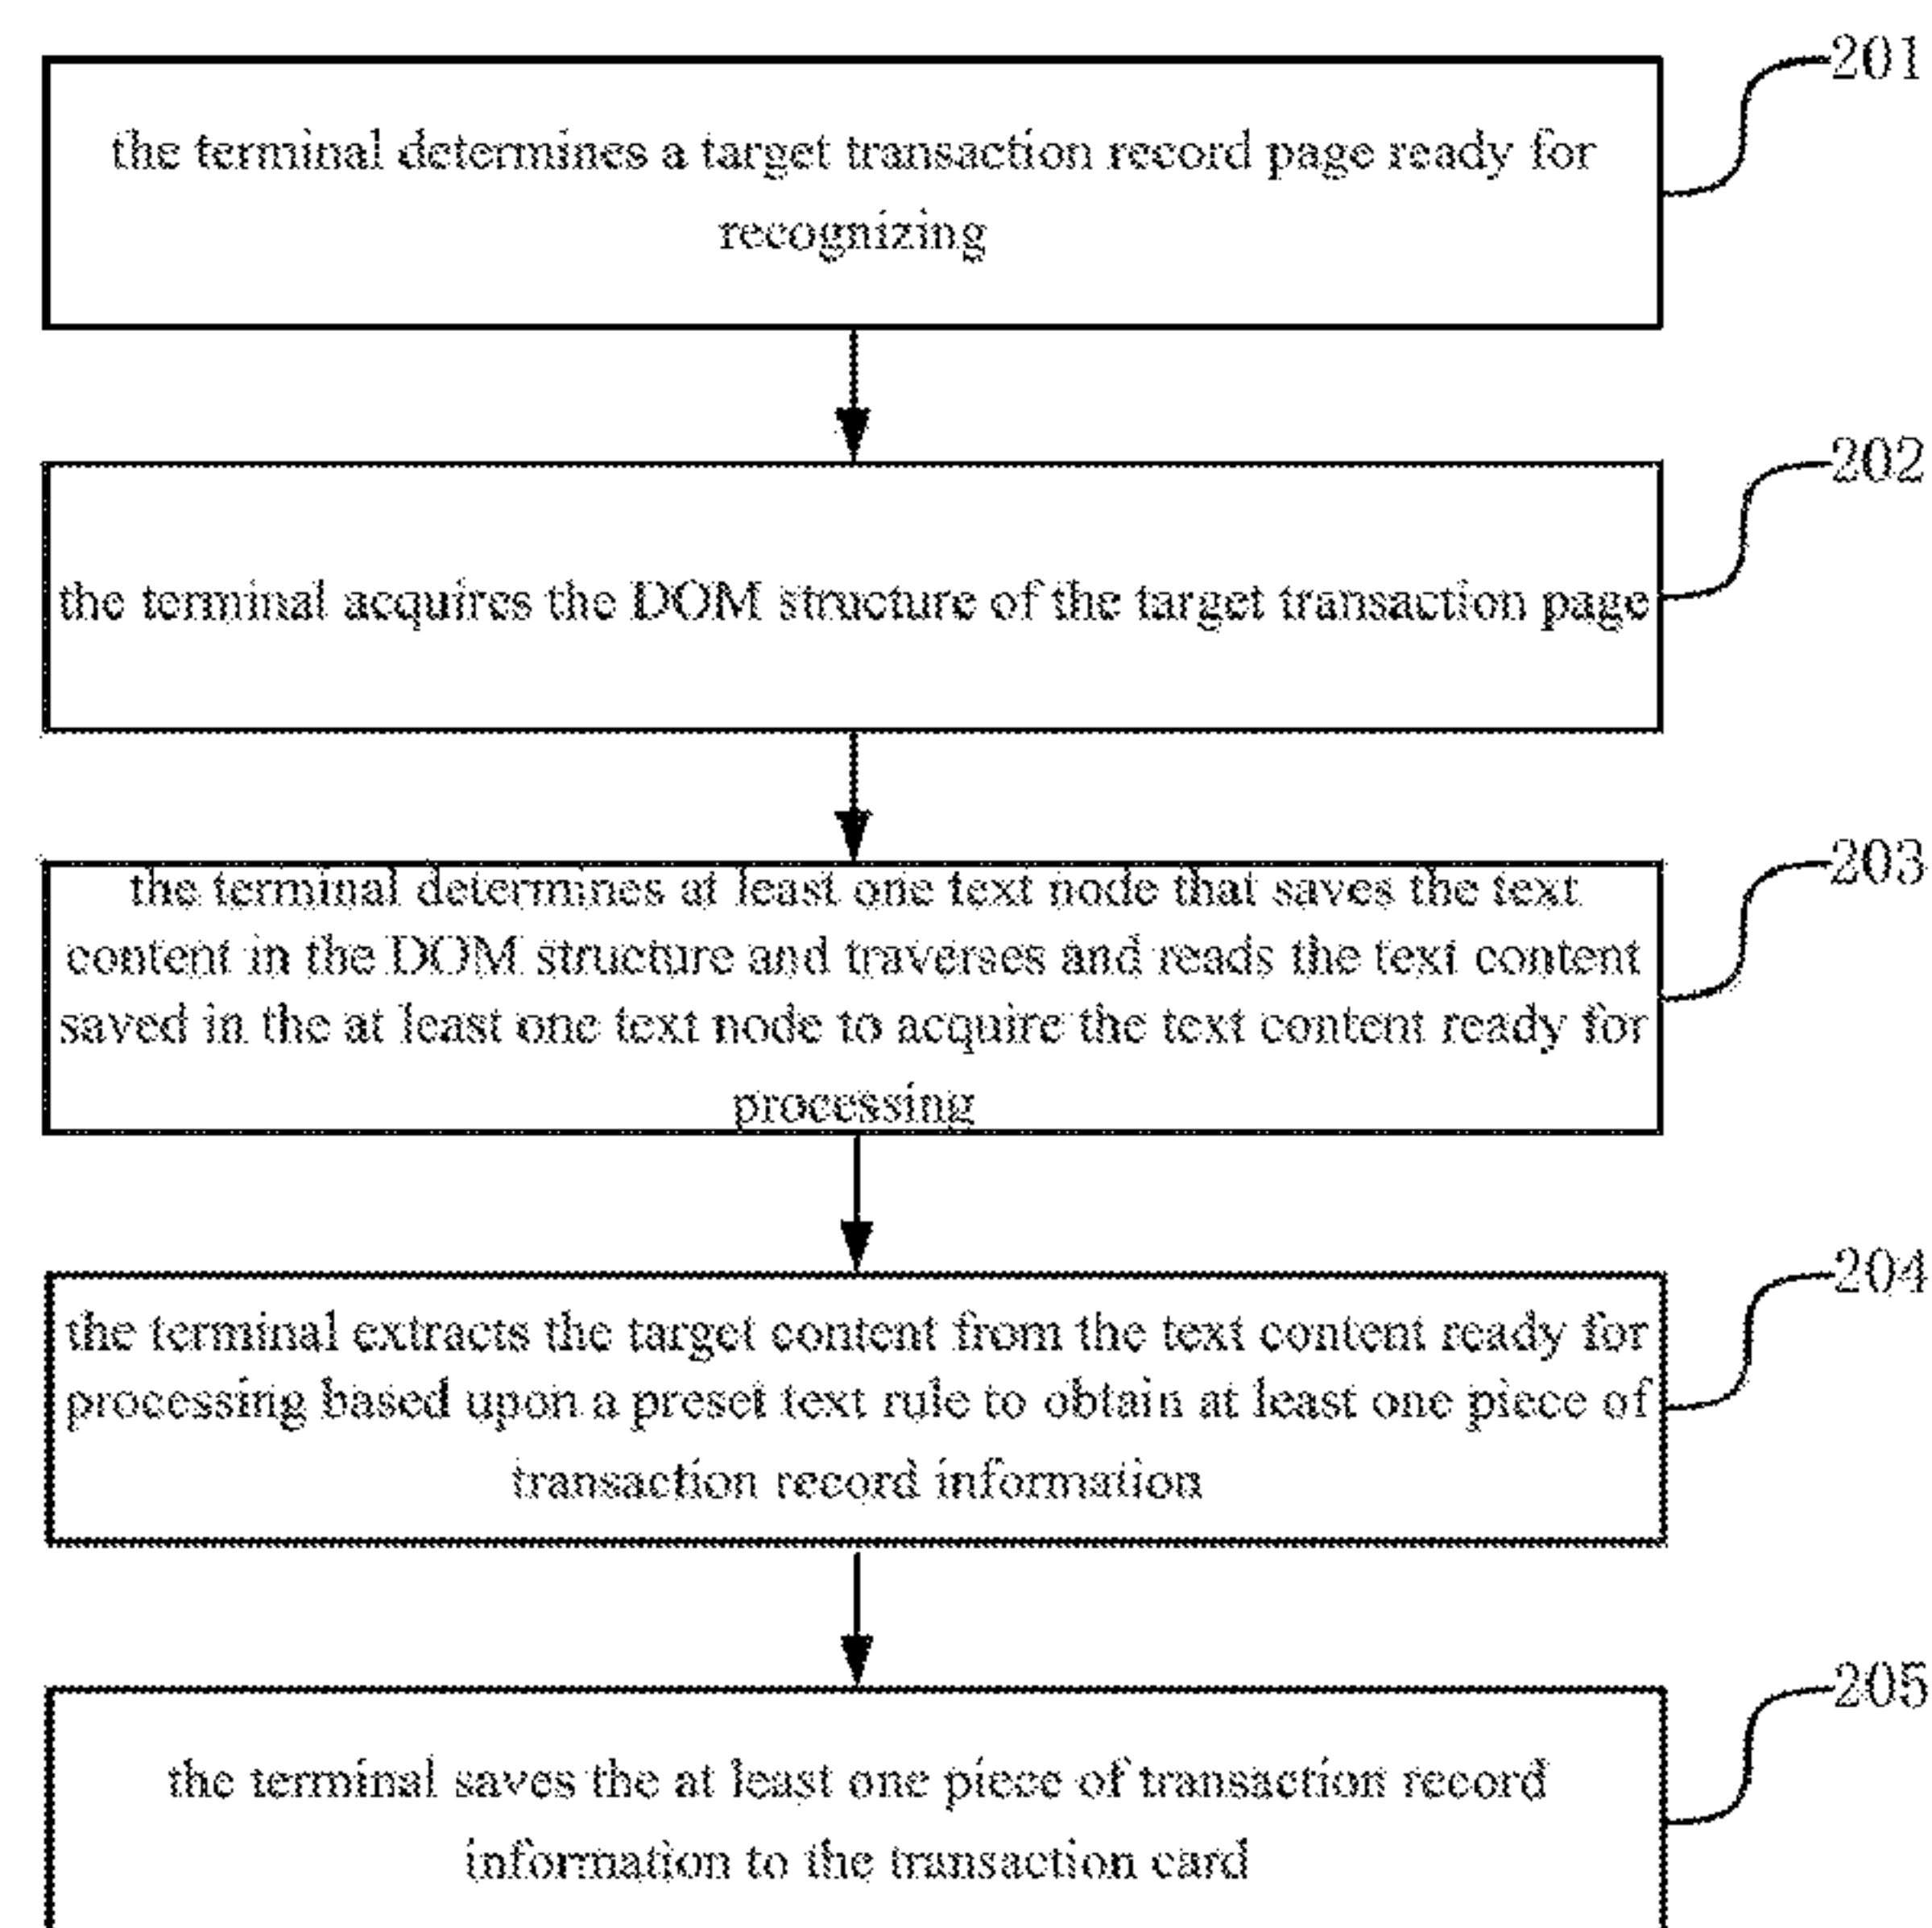 201
the terminal determines a target transaction record page ready for
recognizing
202
the terminal acquires the DOM structure of the target transaction page
203
the terminal determines at least one text node that saves the text
content in the DOM structure and traverses and reads the text content
saved in the at least one text node to acquire the text content ready for
processing
204
the terminal extracts the target content from the text content ready for
processing based upon a preset text rule to obtain at least one piece of
transaction record information
205
the terminal saves the at least one piece of transaction record
information to the transaction card